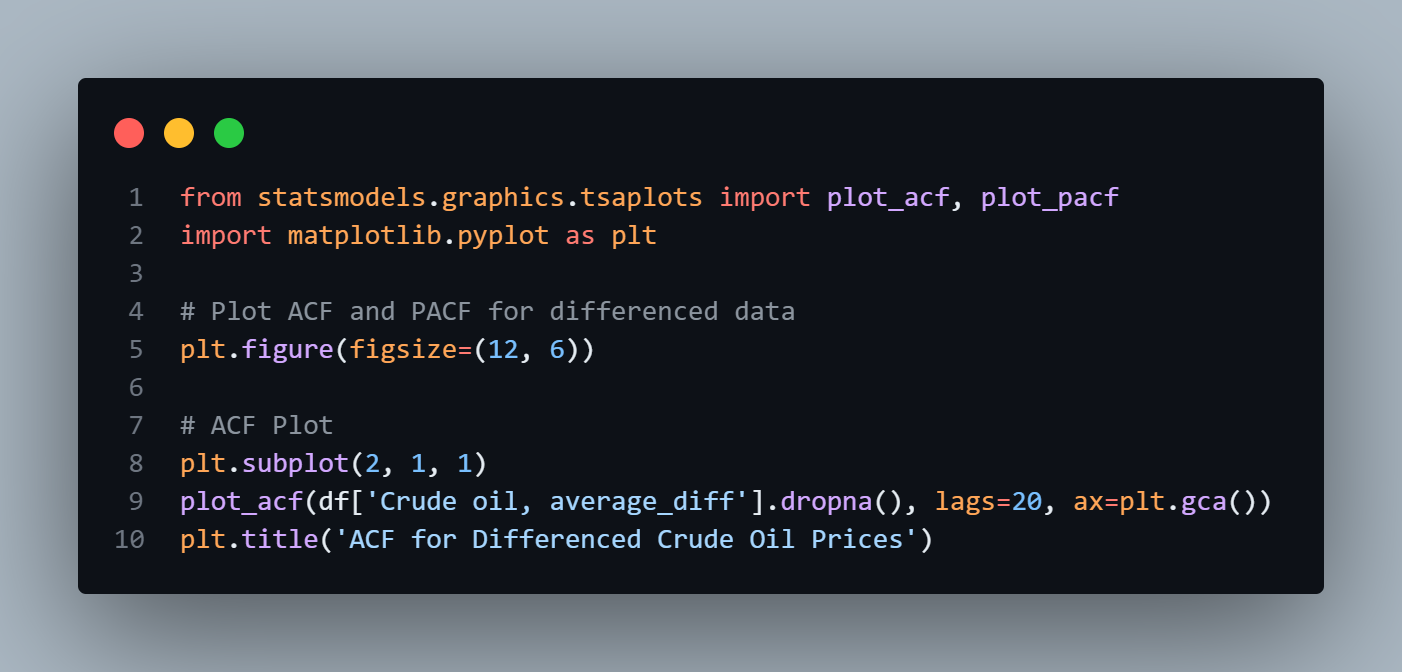 1 from statsmodels.graphics.tsaplots import plot_acf, plot_pacf
2 import matplotlib.pyplot as plt
3
4 # Plot ACF and PACF for differenced data
5 plt.figure(figsize=(12, 6))
6
7 # ACF Plot
8 plt.subplot(2, 1, 1)
9 plot_acf(df['Crude oil, average_diff'].dropna(), lags=20, ax=plt.gca())
10 plt.title('ACF for Differenced Crude Oil Prices')